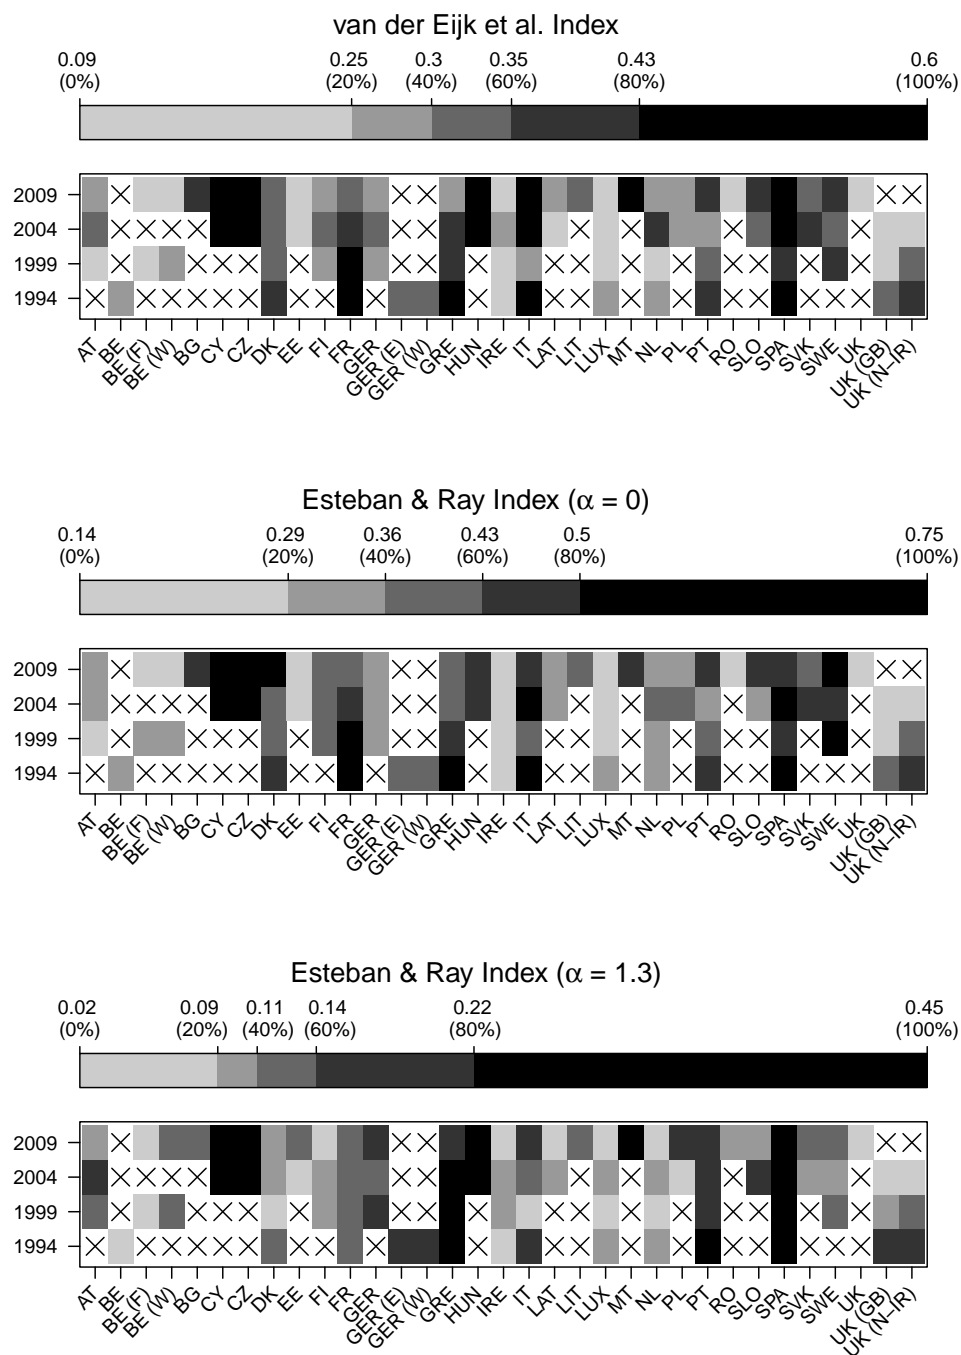 van der Eijk et al. Index
0.09 0.25 0.3 0.35 0.43 0.6
(0%) (20%) (40%) (60%) (80%) (100%)
2009
2004
1999
1994
AT BE BE (F) BE (W) BG CY CZ DK EE FI FR GER GER (E) GER (W) GRE HUN IRE IT LAT LIT LUX MT NL PL PT RO SLO SPA SVK SWE UK UK (GB) UK (N–IR)
Esteban & Ray Index (α = 0)
0.14 0.29 0.36 0.43 0.5 0.75
(0%) (20%) (40%) (60%) (80%) (100%)
2009
2004
1999
1994
AT BE BE (F) BE (W) BG CY CZ DK EE FI FR GER GER (E) GER (W) GRE HUN IRE IT LAT LIT LUX MT NL PL PT RO SLO SPA SVK SWE UK UK (GB) UK (N–IR)
Esteban & Ray Index (α = 1.3)
0.02 0.09 0.11 0.14 0.22 0.45
(0%) (20%) (40%) (60%) (80%) (100%)
2009
2004
1999
1994
AT BE BE (F) BE (W) BG CY CZ DK EE FI FR GER GER (E) GER (W) GRE HUN IRE IT LAT LIT LUX MT NL PL PT RO SLO SPA SVK SWE UK UK (GB) UK (N–IR)